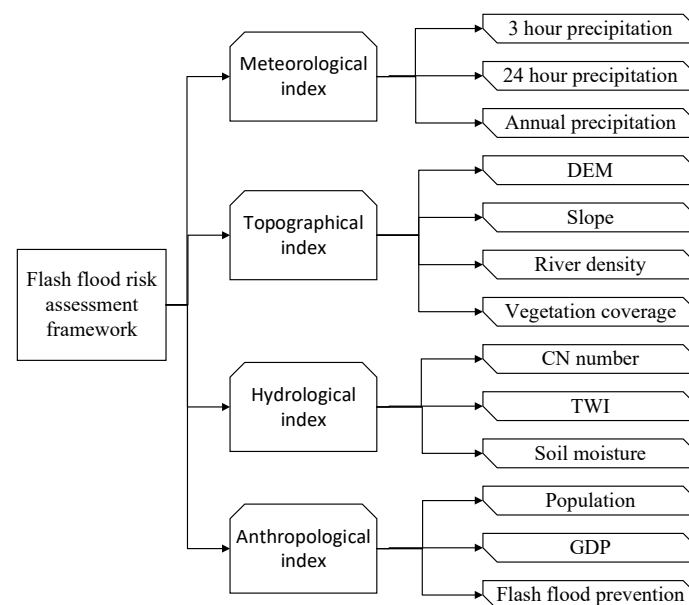 Flash flood risk
assessment
framework
Meteorological
index
3 hour precipitation
24 hour precipitation
Annual precipitation
Topographical
index
DEM
Slope
River density
Vegetation coverage
Hydrological
index
CN number
TWI
Soil moisture
Anthropological
index
Population
GDP
Flash flood prevention